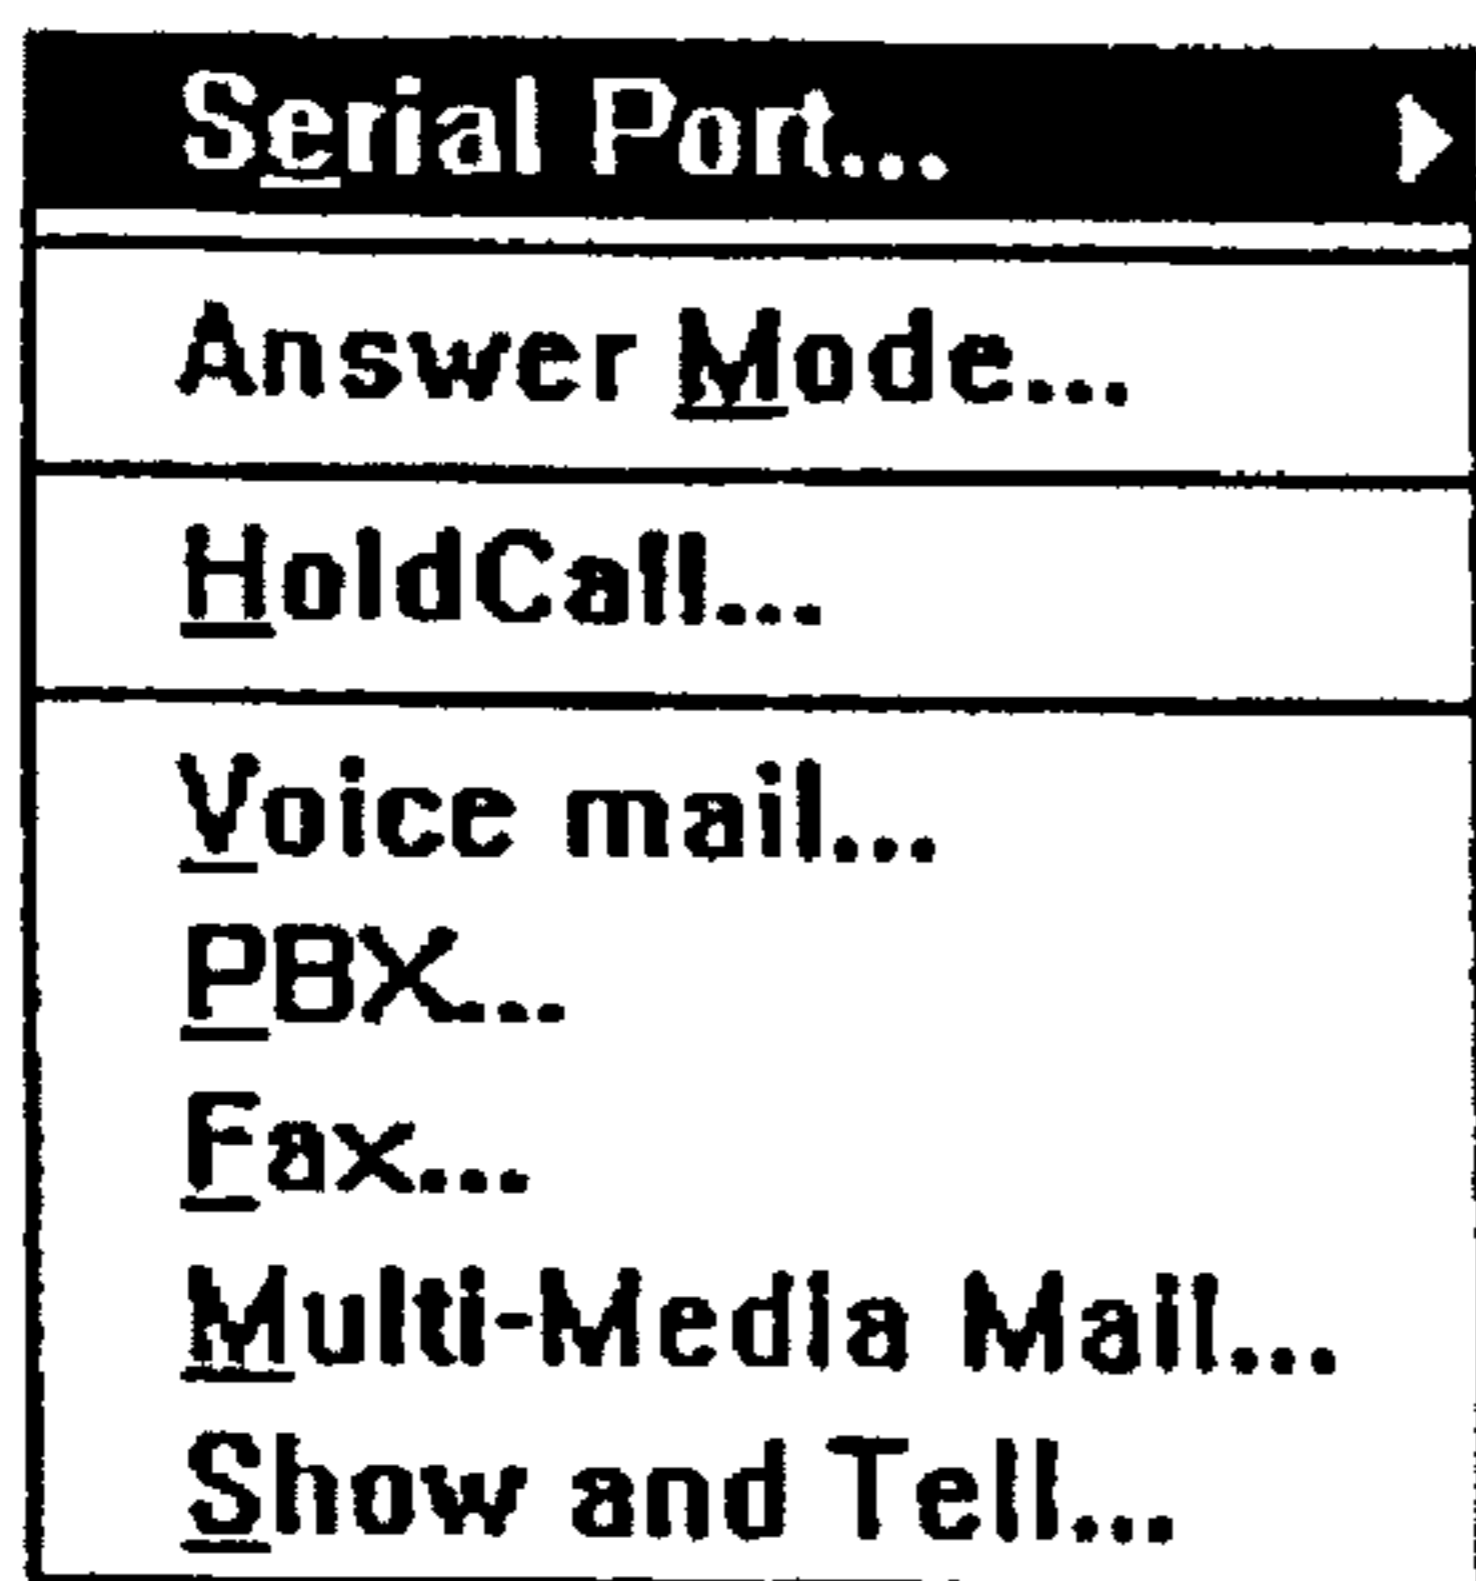 Serial Port...
Answer Mode...
HoldCall...
Voice mail...
PBX...
Fax...
Multi-Media Mail...
Show and Tell...